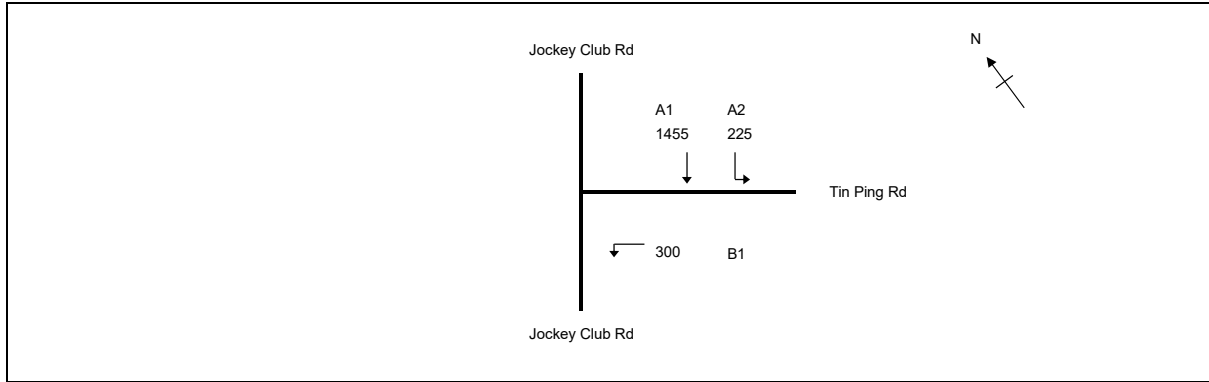 Jockey Club Rd
N
A1 A2
1455 225
Tin Ping Rd
300 B1
Jockey Club Rd